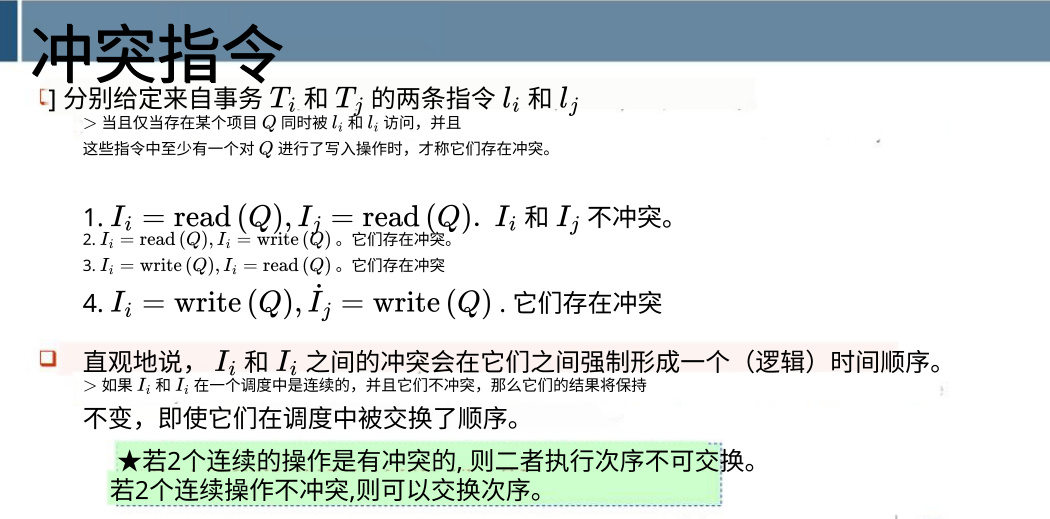 冲突指令
] 分别给定来自事务 $T_i$ 和 $T_j$ 的两条指令 $l_i$ 和 $l_j$
> 当且仅当存在某个项目 $Q$ 同时被 $l_i$ 和 $l_i$ 访问，并且
这些指令中至少有一个对 $Q$ 进行了写入操作时，才称它们存在冲突。
1. $I_i = \text{read}\,(Q), I_j = \text{read}\,(Q).$ $I_i$ 和 $I_j$ 不冲突。
2. $I_i = \text{read}\,(Q), I_i = \text{write}\,(Q)$ 。它们存在冲突。
3. $I_i = \text{write}\,(Q), I_i = \text{read}\,(Q)$ 。它们存在冲突
4. $I_i = \text{write}\,(Q), \dot{I}_j = \text{write}\,(Q)$ . 它们存在冲突
直观地说， $I_i$ 和 $I_i$ 之间的冲突会在它们之间强制形成一个（逻辑）时间顺序。
> 如果 $I_i$ 和 $I_i$ 在一个调度中是连续的，并且它们不冲突，那么它们的结果将保持
不变，即使它们在调度中被交换了顺序。
★若2个连续的操作是有冲突的, 则二者执行次序不可交换。
若2个连续操作不冲突,则可以交换次序。